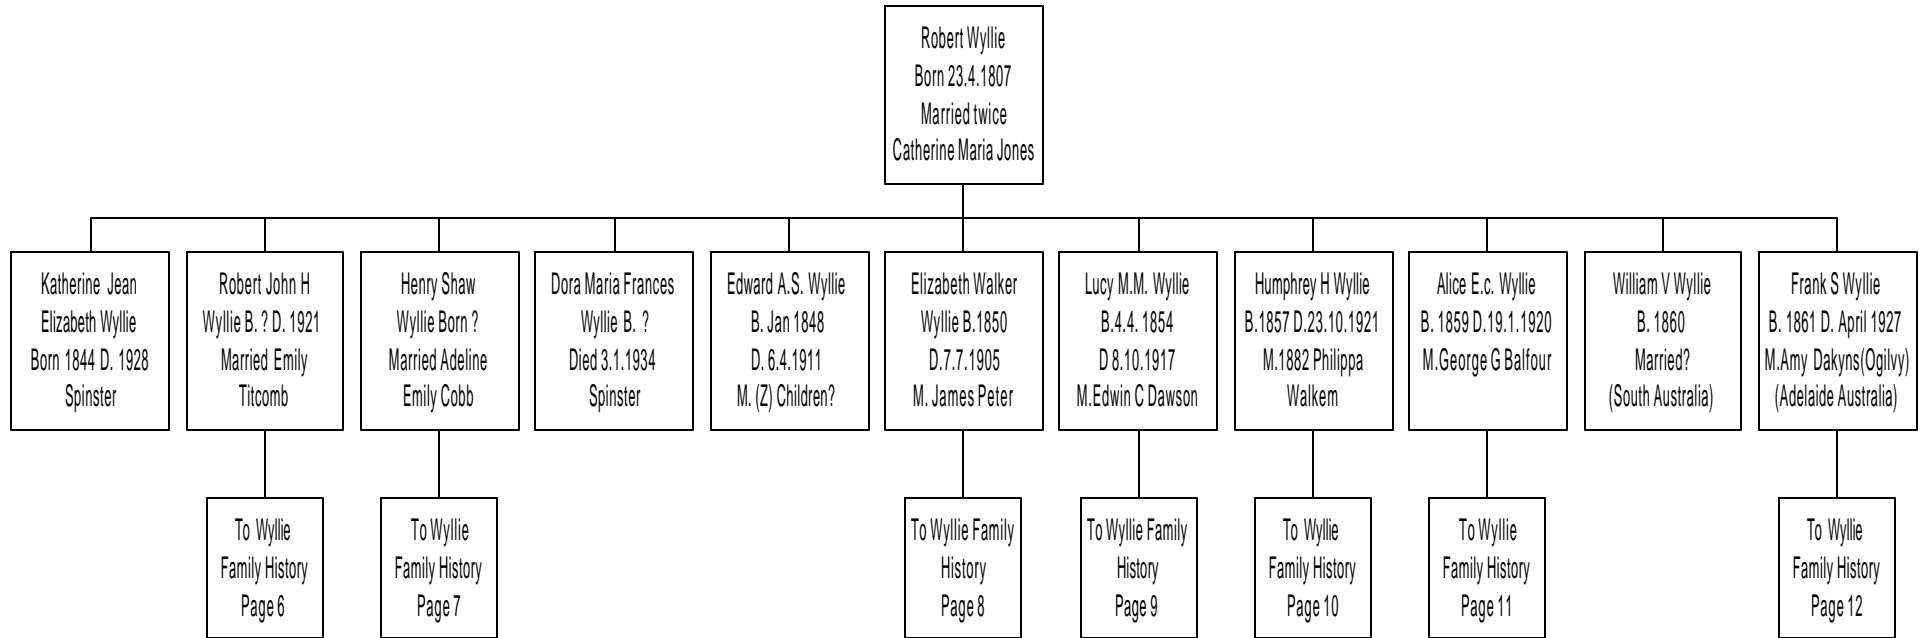 Robert Wyllie
Born 23.4.1807
Married twice
Catherine Maria Jones
Katherine Jean
Elizabeth Wyllie
Born 1844 D. 1928
Spinster
Robert John H
Wyllie B. ? D. 1921
Married Emily
Titcomb
Henry Shaw
Wyllie Born ?
Married Adeline
Emily Cobb
Dora Maria Frances
Wyllie B. ?
Died 3.1.1934
Spinster
Edward A.S. Wyllie
B. Jan 1848
D. 6.4.1911
M. (Z) Children?
Elizabeth Walker
Wyllie B.1850
D.7.7.1905
M. James Peter
Lucy M.M. Wyllie
B.4.4. 1854
D 8.10.1917
M.Edwin C Dawson
Humphrey H Wyllie
B.1857 D.23.10.1921
M.1882 Philippa
Walkem
Alice E.c. Wyllie
B. 1859 D.19.1.1920
M.George G Balfour
William V Wyllie
B. 1860
Married?
(South Australia)
Frank S Wyllie
B. 1861 D. April 1927
M.Amy Dakyns(Ogilvy)
(Adelaide Australia)
To Wyllie
Family History
Page 6
To Wyllie
Family History
Page 7
To Wyllie Family
History
Page 8
To Wyllie Family
History
Page 9
To Wyllie
Family History
Page 10
To Wyllie
Family History
Page 11
To Wyllie
Family History
Page 12